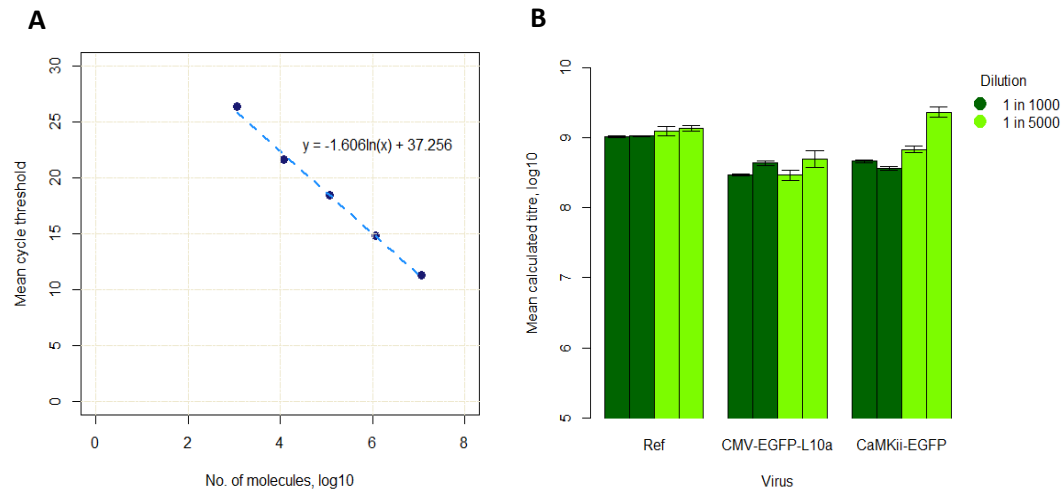 A
Mean cycle threshold
30
25
20
15
10
5
0
y = -1.606ln(x) + 37.256
0 2 4 6 8
No. of molecules, log10
B
Mean calculated titre, log10
10
9
8
7
6
5
Ref CMV-EGFP-L10a CaMKii-EGFP
Virus
Dilution
1 in 1000
1 in 5000